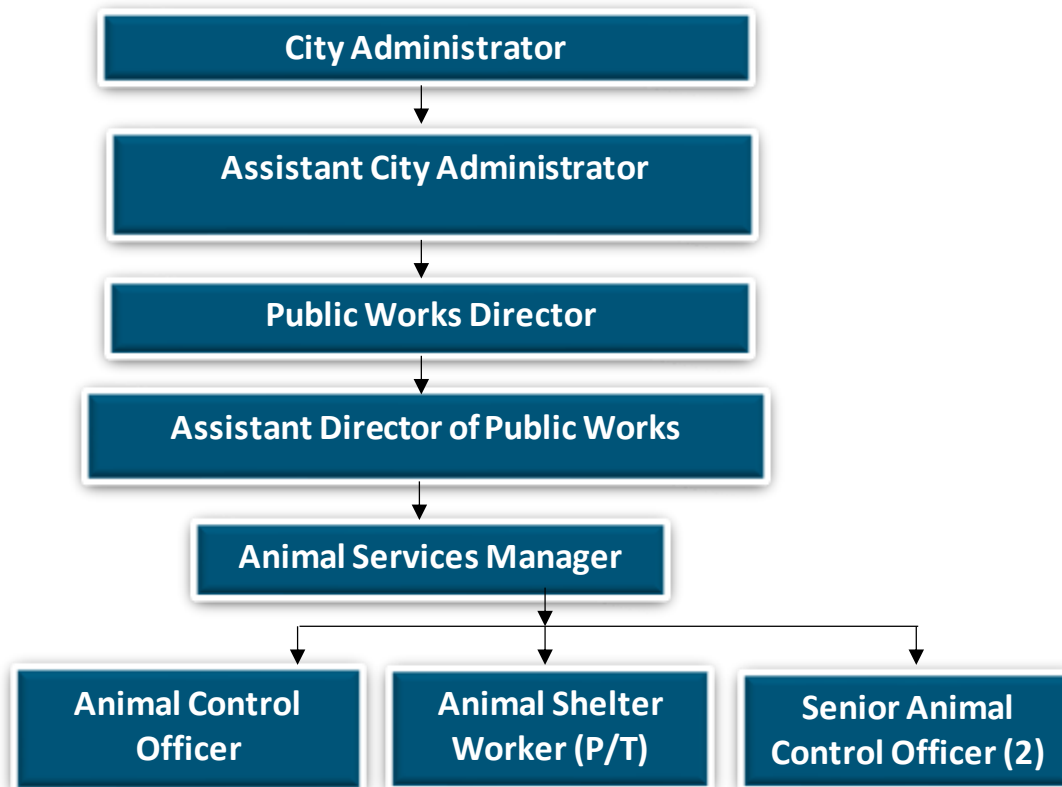 City Administrator
Assistant City Administrator
Public Works Director
Assistant Director of Public Works
Animal Services Manager
Animal Control
Officer
Animal Shelter
Worker (P/T)
Senior Animal
Control Officer (2)